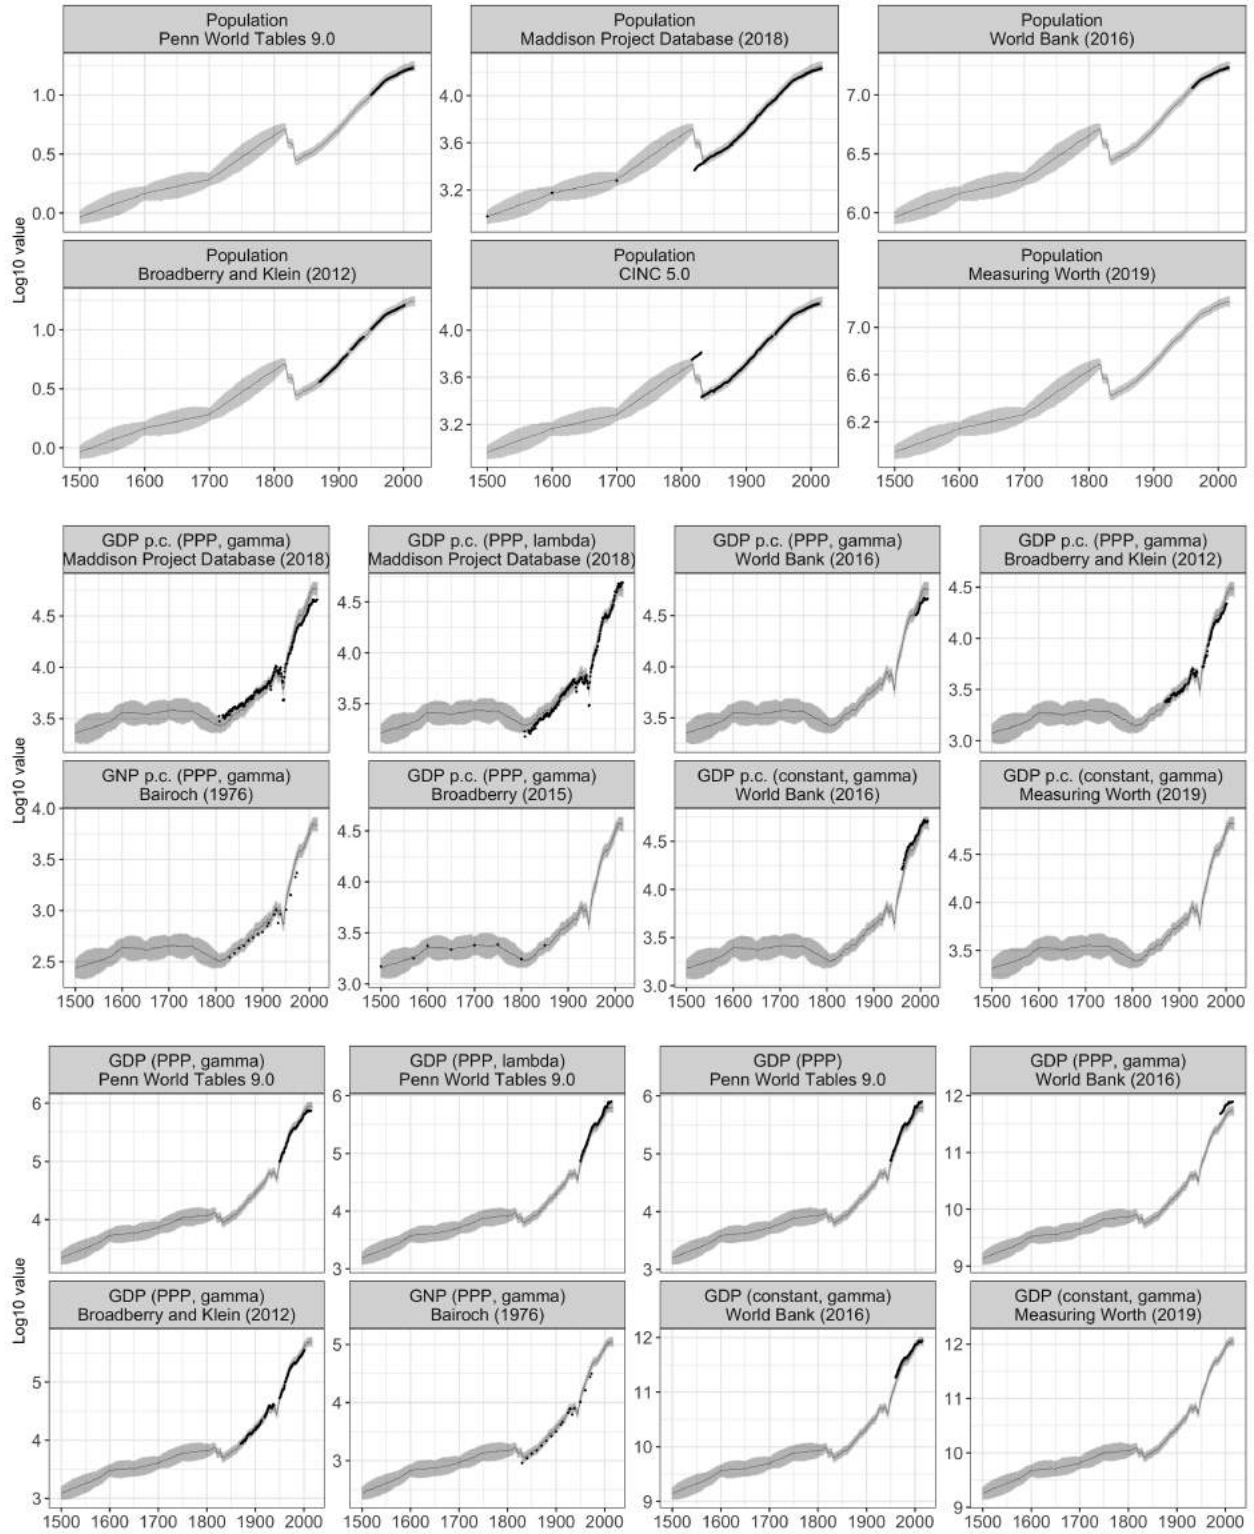 Population
Penn World Tables 9.0
Population
Maddison Project Database (2018)
Population
World Bank (2016)
1.0
0.5
0.0
4.0
3.6
3.2
7.0
6.5
6.0
Log10 value
Population
Broadberry and Klein (2012)
Population
CINC 5.0
Population
Measuring Worth (2019)
1.0
0.5
0.0
4.0
3.6
3.2
7.0
6.6
6.2
1500 1600 1700 1800 1900 2000
1500 1600 1700 1800 1900 2000
1500 1600 1700 1800 1900 2000
GDP p.c. (PPP, gamma)
Maddison Project Database (2018)
GDP p.c. (PPP, lambda)
Maddison Project Database (2018)
GDP p.c. (PPP, gamma)
World Bank (2016)
GDP p.c. (PPP, gamma)
Broadberry and Klein (2012)
4.5
4.0
3.5
4.5
4.0
3.5
4.5
4.0
3.5
4.5
4.0
3.5
3.0
Log10 value
GNP p.c. (PPP, gamma)
Bairoch (1976)
GDP p.c. (PPP, gamma)
Broadberry (2015)
GDP p.c. (constant, gamma)
World Bank (2016)
GDP p.c. (constant, gamma)
Measuring Worth (2019)
4.0
3.5
3.0
2.5
4.5
4.0
3.5
3.0
4.5
4.0
3.5
3.0
4.5
4.0
3.5
1500 1600 1700 1800 1900 2000
1500 1600 1700 1800 1900 2000
1500 1600 1700 1800 1900 2000
1500 1600 1700 1800 1900 2000
GDP (PPP, gamma)
Penn World Tables 9.0
GDP (PPP, lambda)
Penn World Tables 9.0
GDP (PPP)
Penn World Tables 9.0
GDP (PPP, gamma)
World Bank (2016)
6
5
4
6
5
4
3
6
5
4
3
12
11
10
9
Log10 value
GDP (PPP, gamma)
Broadberry and Klein (2012)
GNP (PPP, gamma)
Bairoch (1976)
GDP (constant, gamma)
World Bank (2016)
GDP (constant, gamma)
Measuring Worth (2019)
5
4
3
5
4
3
12
11
10
9
12
11
10
9
1500 1600 1700 1800 1900 2000
1500 1600 1700 1800 1900 2000
1500 1600 1700 1800 1900 2000
1500 1600 1700 1800 1900 2000